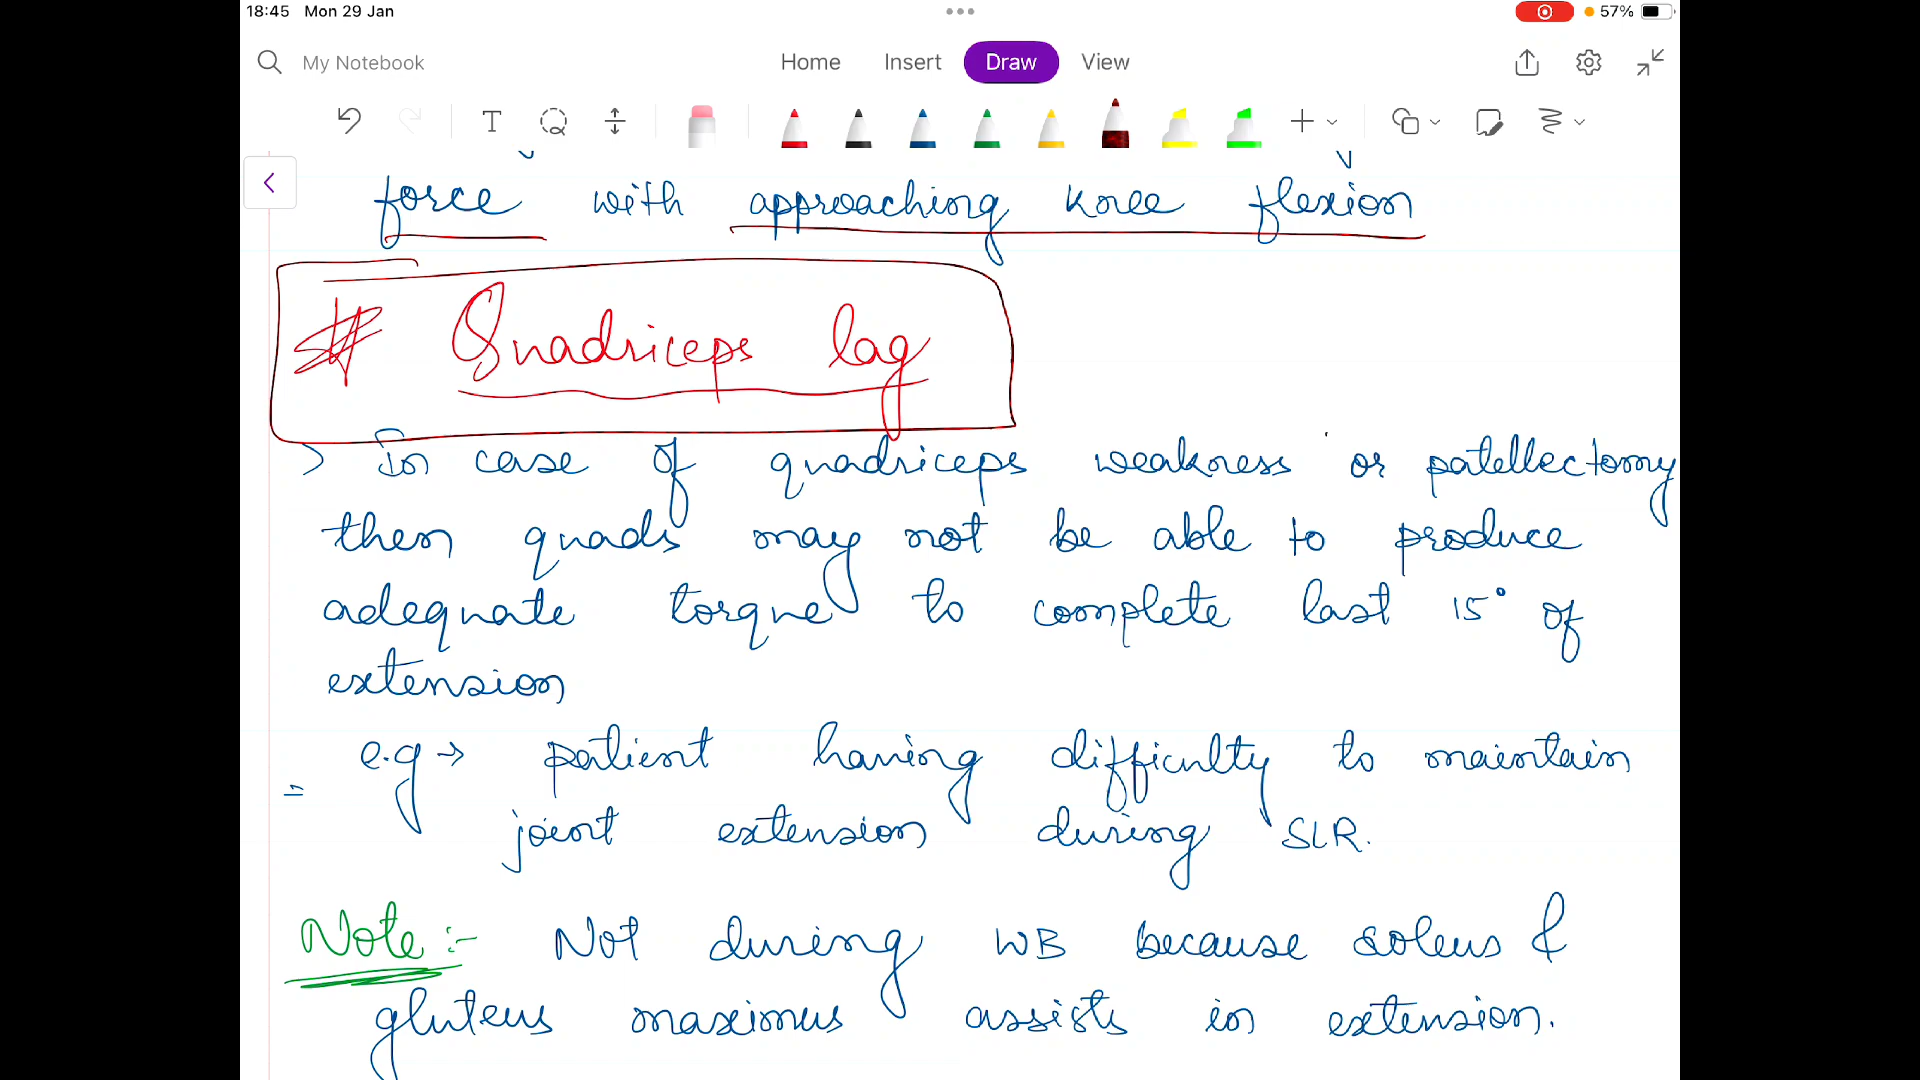 18:45 Mon 29 Jan
57%
My Notebook
Home Insert Draw View
T
force with approaching knee flexion
# Quadriceps lag
> In case of quadriceps weakness or patellectomy
then quads may not be able to produce
adequate torque to complete last 15° of
extension
e.g → patient having difficulty to maintain
= joint extension during SLR.
Note :- Not during WB because soleus &
gluteus maximus assists in extension.